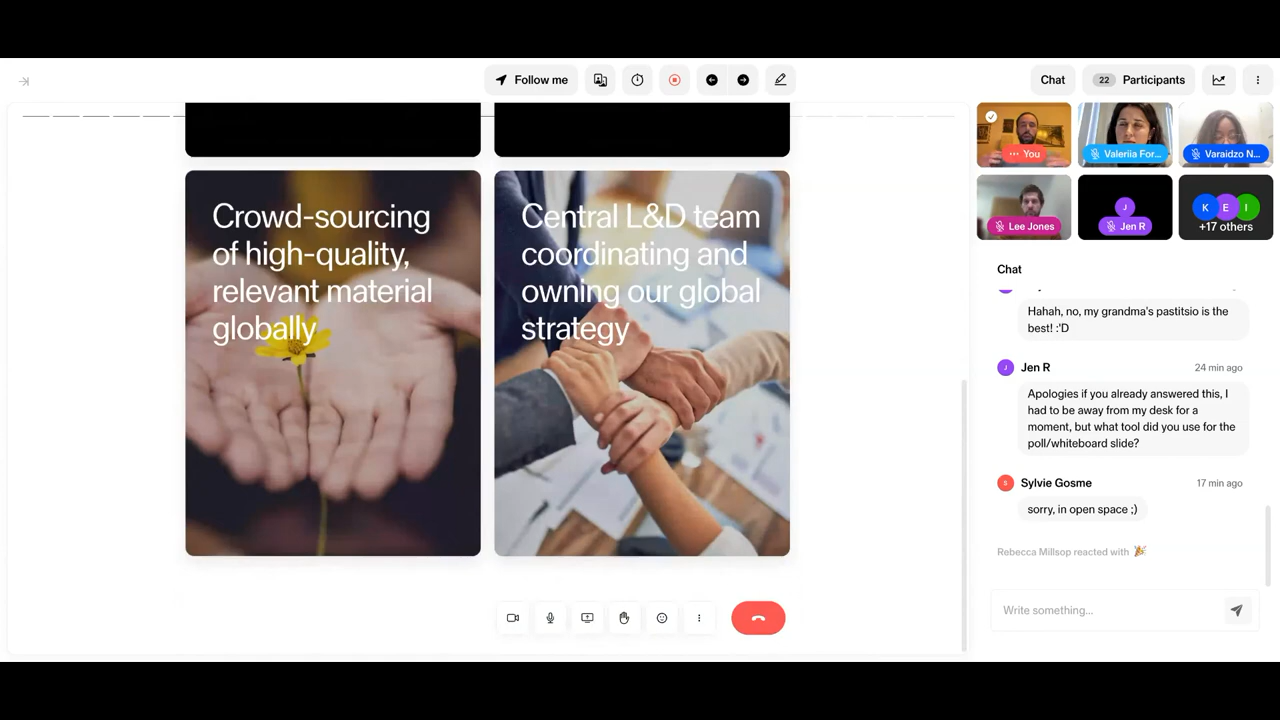 Follow me
Chat
22 Participants
Crowd-sourcing
of high-quality,
relevant material
globally
Central L&D team
coordinating and
owning our global
strategy
You
Valeriia For...
Varaidzo N...
Lee Jones
J
Jen R
K E I
+17 others
Chat
Hahah, no, my grandma's pastitsio is the
best! :'D
J Jen R 24 min ago
Apologies if you already answered this, I
had to be away from my desk for a
moment, but what tool did you use for the
poll/whiteboard slide?
S Sylvie Gosme 17 min ago
sorry, in open space ;)
Rebecca Millsop reacted with 🎉
Write something...